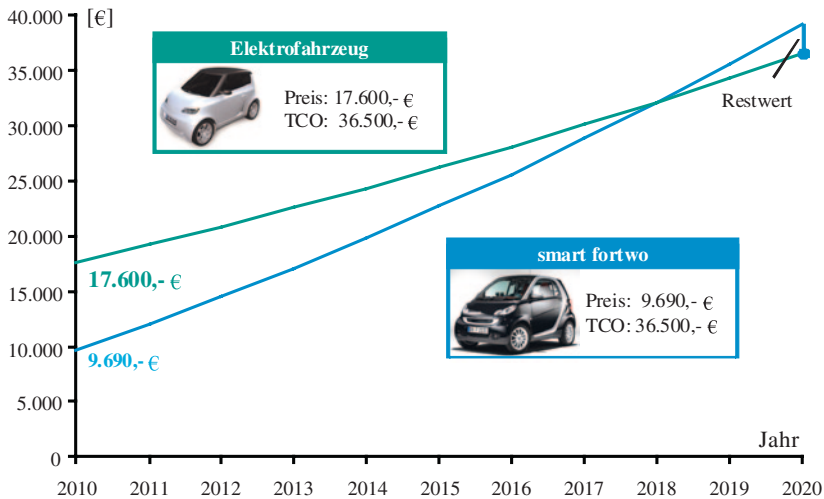 [€]
40.000
35.000
30.000
25.000
20.000
15.000
10.000
5.000
0
Elektrofahrzeug
Preis: 17.600,- €
TCO: 36.500,- €
Restwert
17.600,- €
9.690,- €
smart fortwo
Preis: 9.690,- €
TCO: 36.500,- €
Jahr
2010 2011 2012 2013 2014 2015 2016 2017 2018 2019 2020